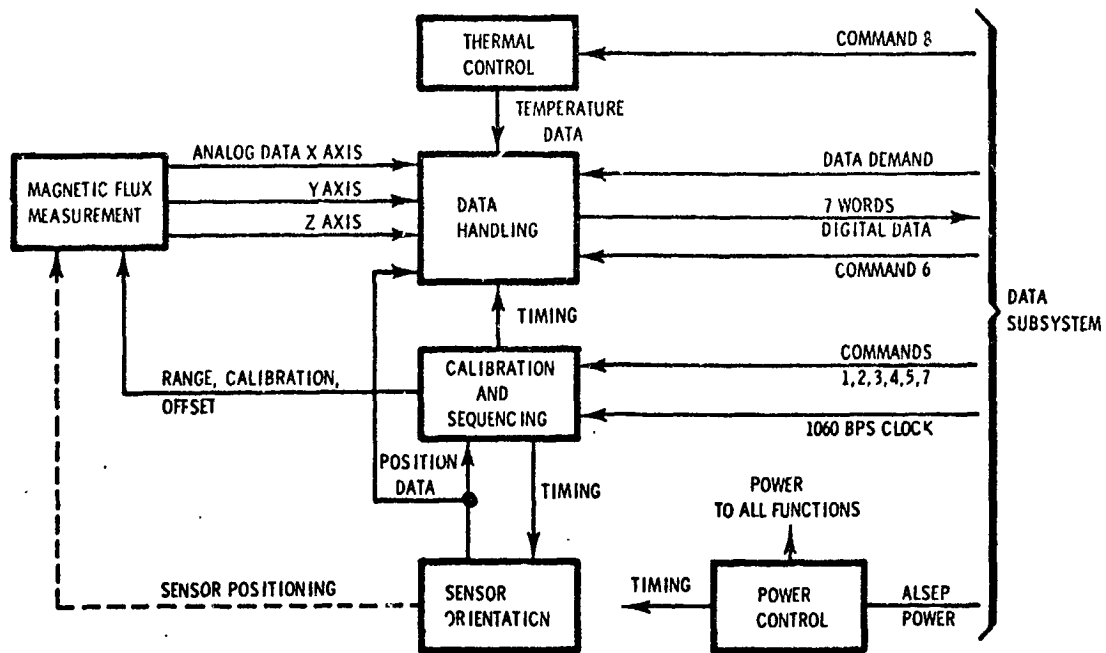 THERMAL
CONTROL
COMMAND 8
TEMPERATURE
DATA
ANALOG DATA X AXIS
Y AXIS
Z AXIS
MAGNETIC FLUX
MEASUREMENT
DATA
HANDLING
DATA DEMAND
7 WORDS
DIGITAL DATA
COMMAND 6
DATA
SUBSYSTEM
TIMING
RANGE, CALIBRATION,
OFFSET
CALIBRATION
AND
SEQUENCING
COMMANDS
1,2,3,4,5,7
1060 BPS CLOCK
POSITION
DATA
TIMING
POWER
TO ALL FUNCTIONS
SENSOR POSITIONING
SENSOR
ORIENTATION
TIMING
POWER
CONTROL
ALSEP
POWER